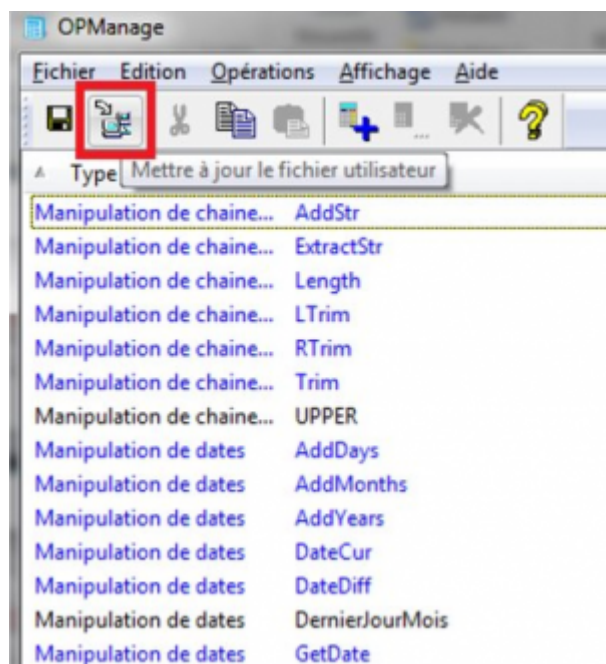 OPManage
Fichier Edition Opérations Affichage Aide
Type
Mettre à jour le fichier utilisateur
Manipulation de chaine... AddStr
Manipulation de chaine... ExtractStr
Manipulation de chaine... Length
Manipulation de chaine... LTrim
Manipulation de chaine... RTrim
Manipulation de chaine... Trim
Manipulation de chaine... UPPER
Manipulation de dates AddDays
Manipulation de dates AddMonths
Manipulation de dates AddYears
Manipulation de dates DateCur
Manipulation de dates DateDiff
Manipulation de dates DernierJourMois
Manipulation de dates GetDate